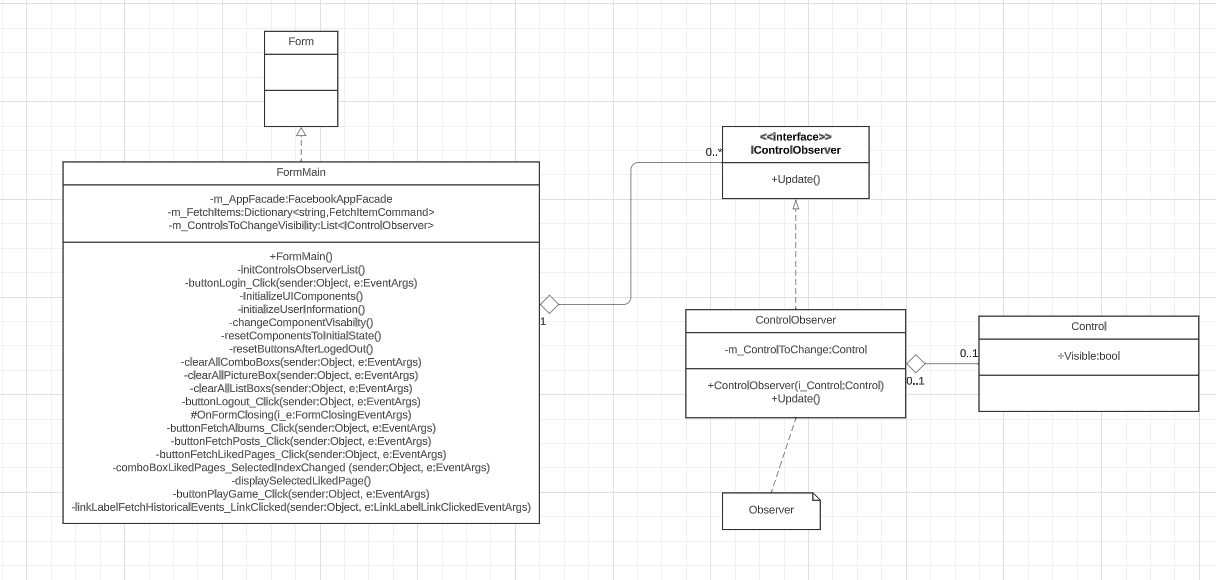 Form
FormMain
-m_AppFacade:FacebookAppFacade
-m_FetchItems:Dictionary<string,FetchItemCommand>
-m_ControlsToChangeVisibility:List<IControlObserver>
+FormMain()
-initControlsObserverList()
-buttonLogin_Click(sender:Object, e:EventArgs)
-InitializeUIComponents()
-initializeUserInformation()
-changeComponentVisability()
-resetComponentsToInitialState()
-resetButtonsAfterLogedOut()
-clearAllComboBoxs(sender:Object, e:EventArgs)
-clearAllPictureBox(sender:Object, e:EventArgs)
-clearAllListBoxs(sender:Object, e:EventArgs)
-buttonLogout_Click(sender:Object, e:EventArgs)
#OnFormClosing(i_e:FormClosingEventArgs)
-buttonFetchAlbums_Click(sender:Object, e:EventArgs)
-buttonFetchPosts_Click(sender:Object, e:EventArgs)
-buttonFetchLikedPages_Click(sender:Object, e:EventArgs)
-comboBoxLikedPages_SelectedIndexChanged (sender:Object, e:EventArgs)
-displaySelectedLikedPage()
-buttonPlayGame_Click(sender:Object, e:EventArgs)
-linkLabelFetchHistoricalEvents_LinkClicked(sender:Object, e:LinkLabelLinkClickedEventArgs)
1
0..*
<<interface>>
IControlObserver
+Update()
ControlObserver
-m_ControlToChange:Control
+ControlObserver(i_Control:Control)
+Update()
0..1
0..1
Control
+Visible:bool
Observer